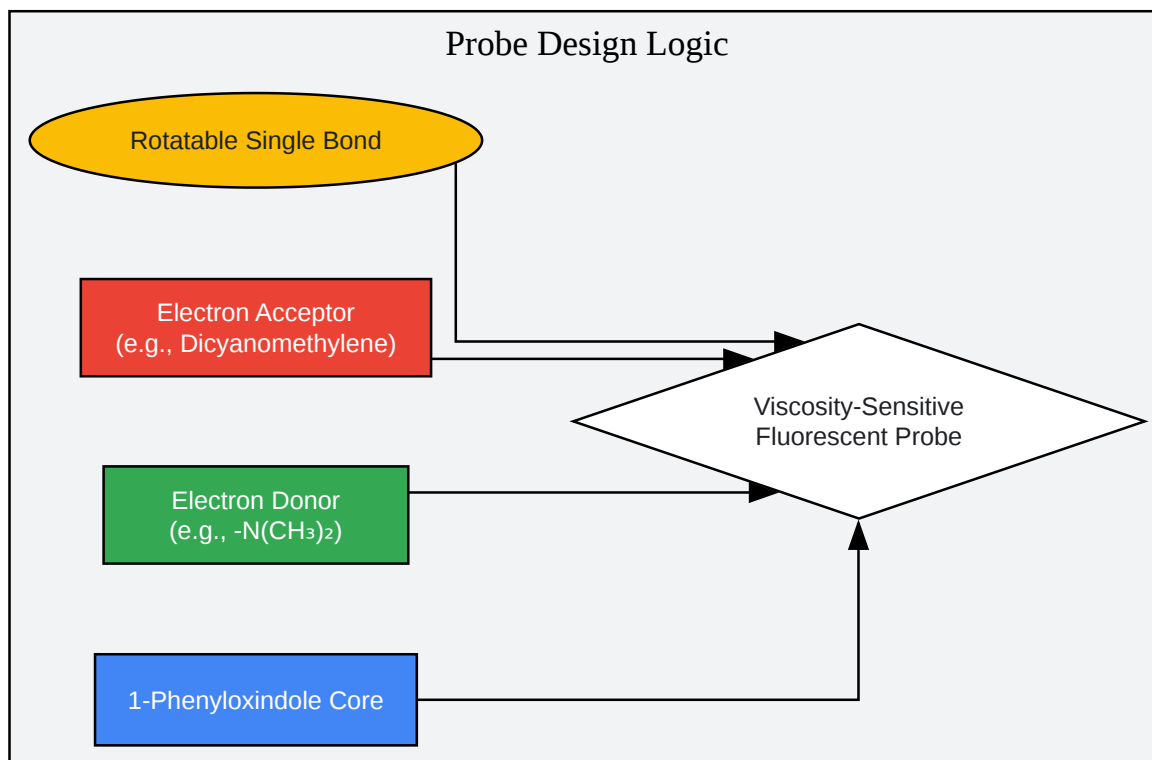 Probe Design Logic
Rotatable Single Bond
Electron Acceptor
(e.g., Dicyanomethylene)
Viscosity-Sensitive
Fluorescent Probe
Electron Donor
(e.g., -N(CH₃)₂)
1-Phenyloxindole Core